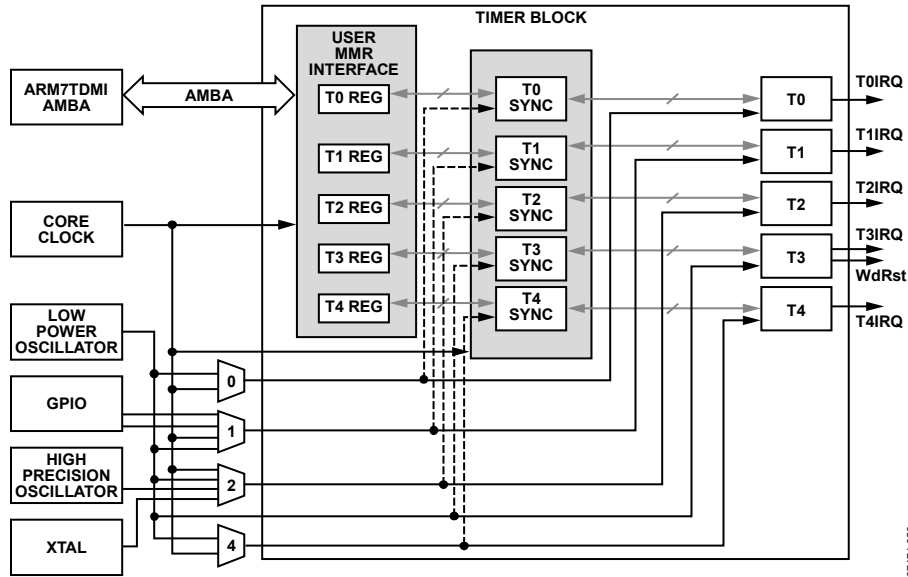 TIMER BLOCK
USER
MMR
INTERFACE
ARM7TDMI
AMBA
AMBA
T0 REG
T0
SYNC
T0
T0IRQ
T1 REG
T1
SYNC
T1
T1IRQ
CORE
CLOCK
T2 REG
T2
SYNC
T2
T2IRQ
T3 REG
T3
SYNC
T3
T3IRQ
WdRst
T4 REG
T4
SYNC
T4
T4IRQ
LOW
POWER
OSCILLATOR
0
GPIO
1
HIGH
PRECISION
OSCILLATOR
2
XTAL
4